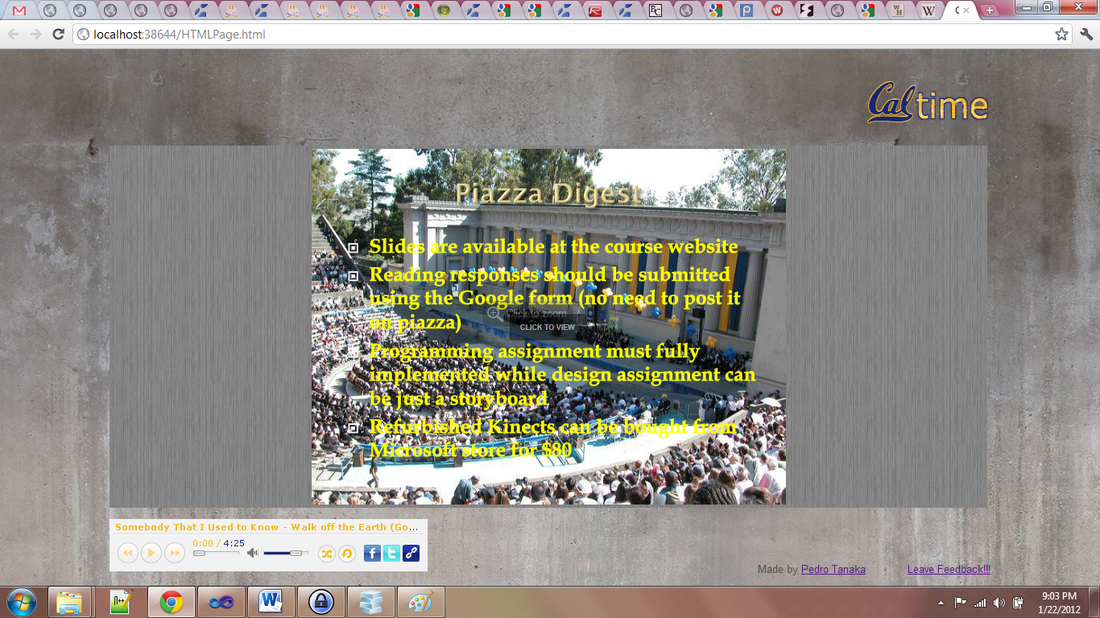 localhost:38644/HTMLPage.html
Cal time
Piazza Digest
Slides are available at the course website
Reading responses should be submitted
using the Google form (no need to post it
on piazza)
Click to zoom
CLICK TO VIEW
Programming assignment must fully
implemented while design assignment can
be just a storyboard
Refurbished Kinects can be bought from
Microsoft store for $80
Somebody That I Used to Know - Walk off the Earth (Go...
0:00 / 4:25
Made by Pedro Tanaka
Leave Feedback!!!
9:03 PM
1/22/2012